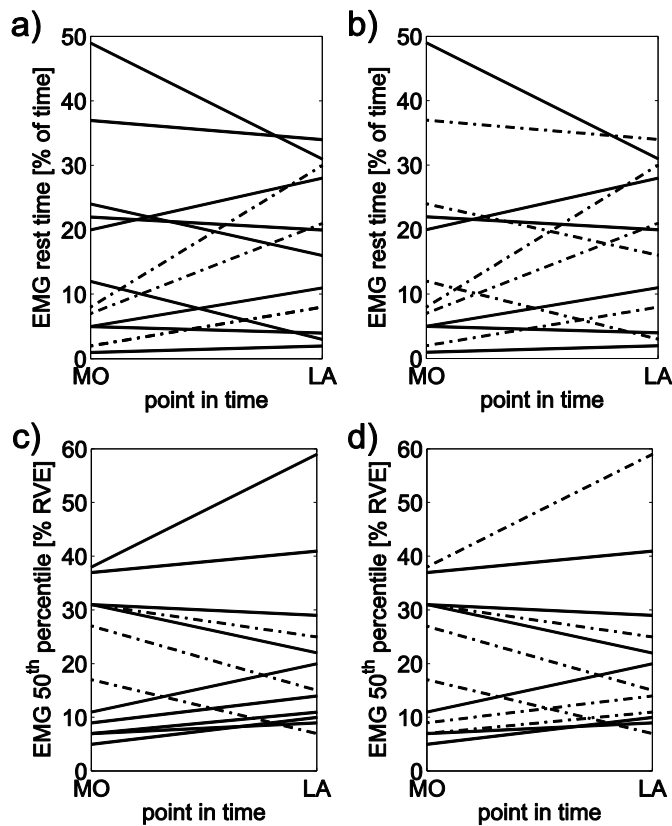 a)
EMG rest time [% of time]
50
40
30
20
10
0
MO
LA
point in time
b)
EMG rest time [% of time]
50
40
30
20
10
0
MO
LA
point in time
c)
EMG 50th percentile [% RVE]
60
50
40
30
20
10
0
MO
LA
point in time
d)
EMG 50th percentile [% RVE]
60
50
40
30
20
10
0
MO
LA
point in time